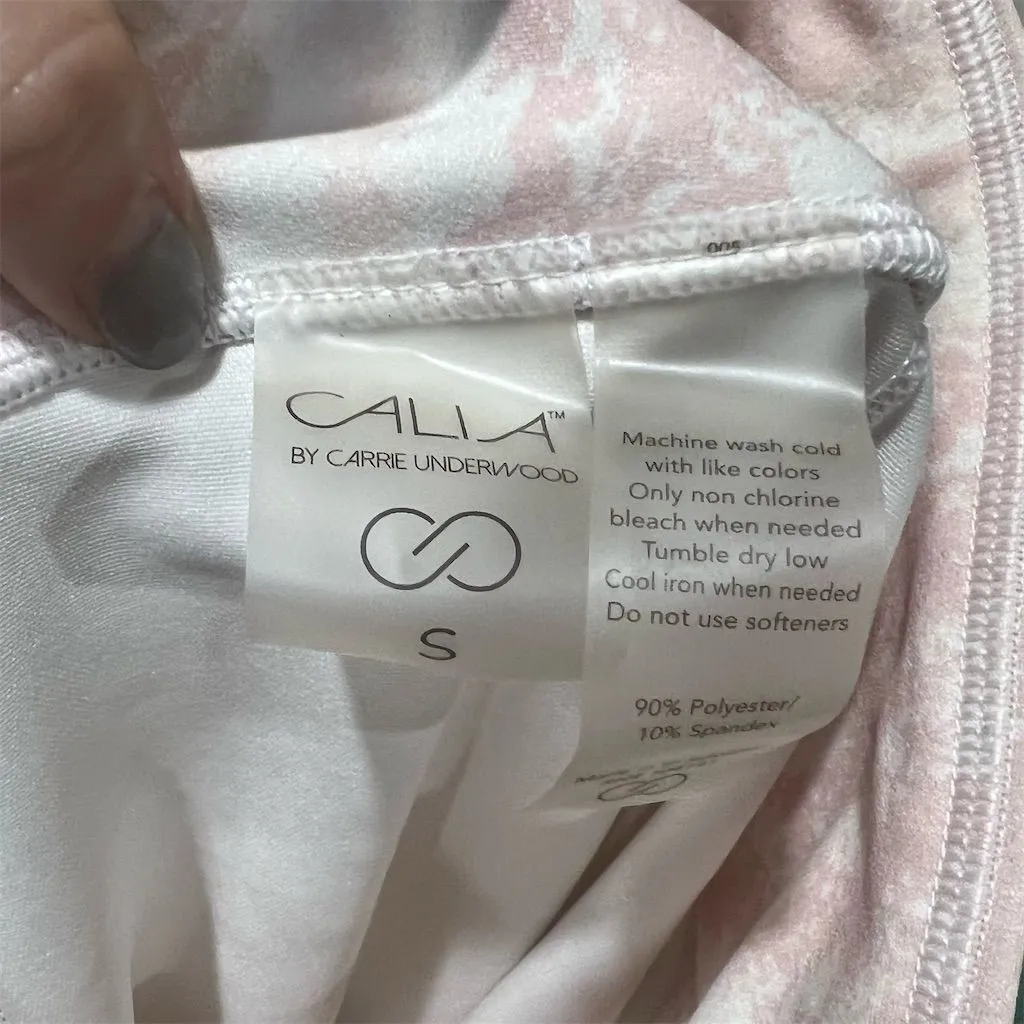 005
CALIA™
BY CARRIE UNDERWOOD
S
Machine wash cold
with like colors
Only non chlorine
bleach when needed
Tumble dry low
Cool iron when needed
Do not use softeners
90% Polyester/
10% Spandex